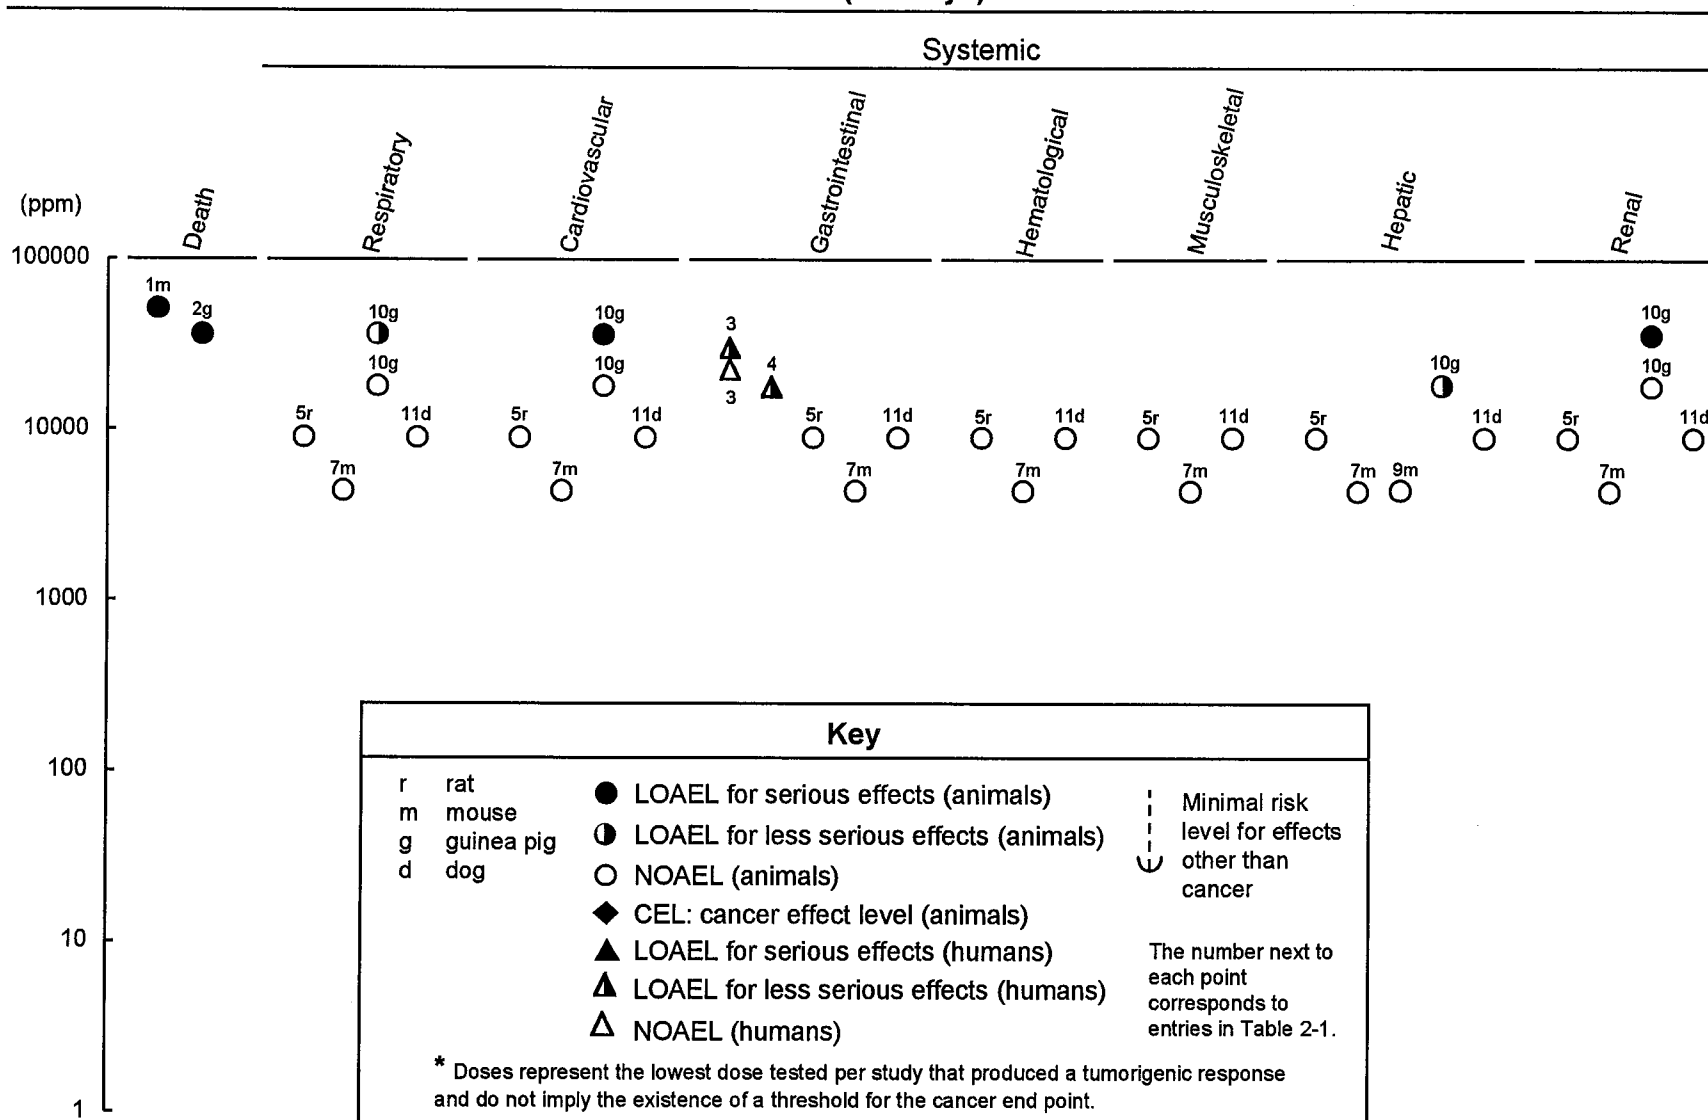 Systemic
(ppm)
Death
Respiratory
Cardiovascular
Gastrointestinal
Hematological
Musculoskeletal
Hepatic
Renal
100000
1m
2g
10g
10g
3
10g
10g
10g
4
10g
10g
3
10000
5r
11d
5r
11d
5r
11d
5r
11d
5r
11d
5r
11d
5r
11d
7m
7m
7m
7m
7m
7m
9m
7m
1000
100
10
1
Key
r rat
m mouse
g guinea pig
d dog
LOAEL for serious effects (animals)
LOAEL for less serious effects (animals)
NOAEL (animals)
CEL: cancer effect level (animals)
LOAEL for serious effects (humans)
LOAEL for less serious effects (humans)
NOAEL (humans)
Minimal risk
level for effects
other than
cancer
The number next to
each point
corresponds to
entries in Table 2-1.
* Doses represent the lowest dose tested per study that produced a tumorigenic response
and do not imply the existence of a threshold for the cancer end point.